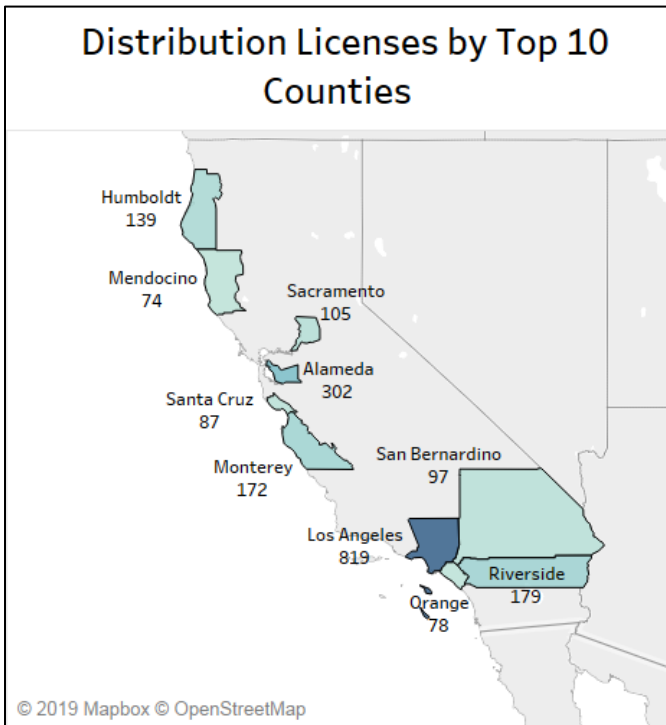 Distribution Licenses by Top 10
Counties
Humboldt
139
Mendocino
74
Sacramento
105
Alameda
302
Santa Cruz
87
Monterey
172
San Bernardino
97
Los Angeles
819
Riverside
179
Orange
78
© 2019 Mapbox © OpenStreetMap